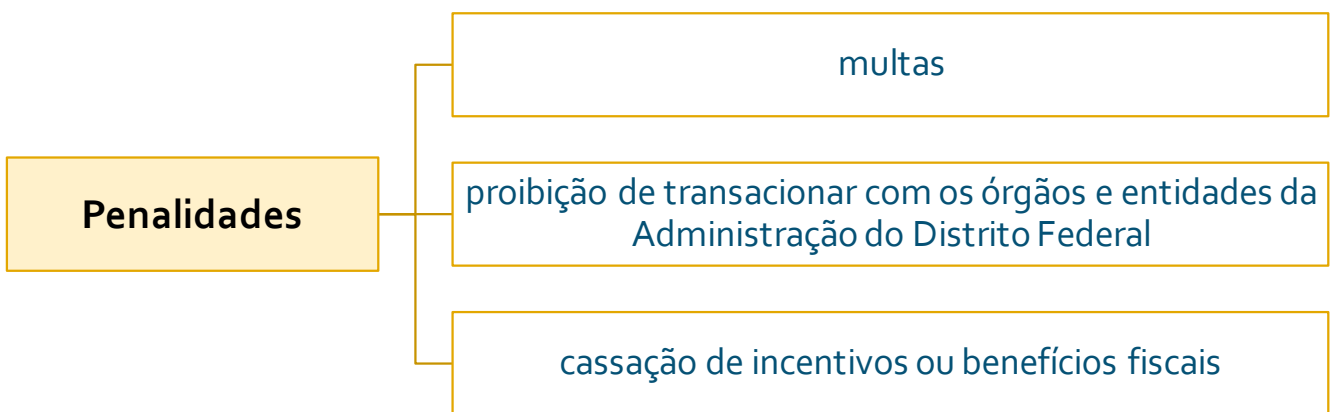 multas
Penalidades
proibição de transacionar com os órgãos e entidades da
Administração do Distrito Federal
cassação de incentivos ou benefícios fiscais